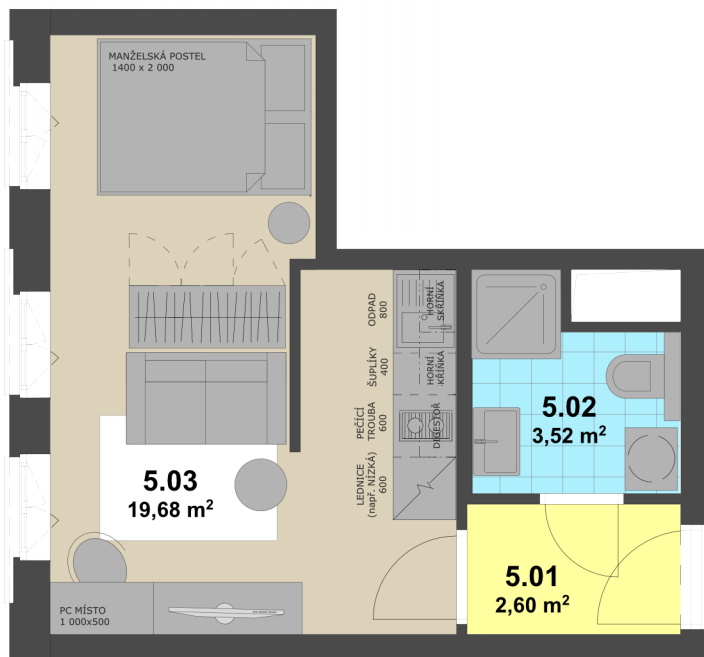 MANŽELSKÁ POSTEL
1400 x 2 000
ODPAD
800
HORNÍ
SKŘÍŇKA
ŠUPLÍKY
400
HORNÍ
KŘÍŇKA
PEČÍCÍ
TROUBA
600
DIGESTOŘ
LEDNICE
(např. NÍZKÁ)
600
5.02
3,52 m²
5.03
19,68 m²
5.01
2,60 m²
PC MÍSTO
1 000x500